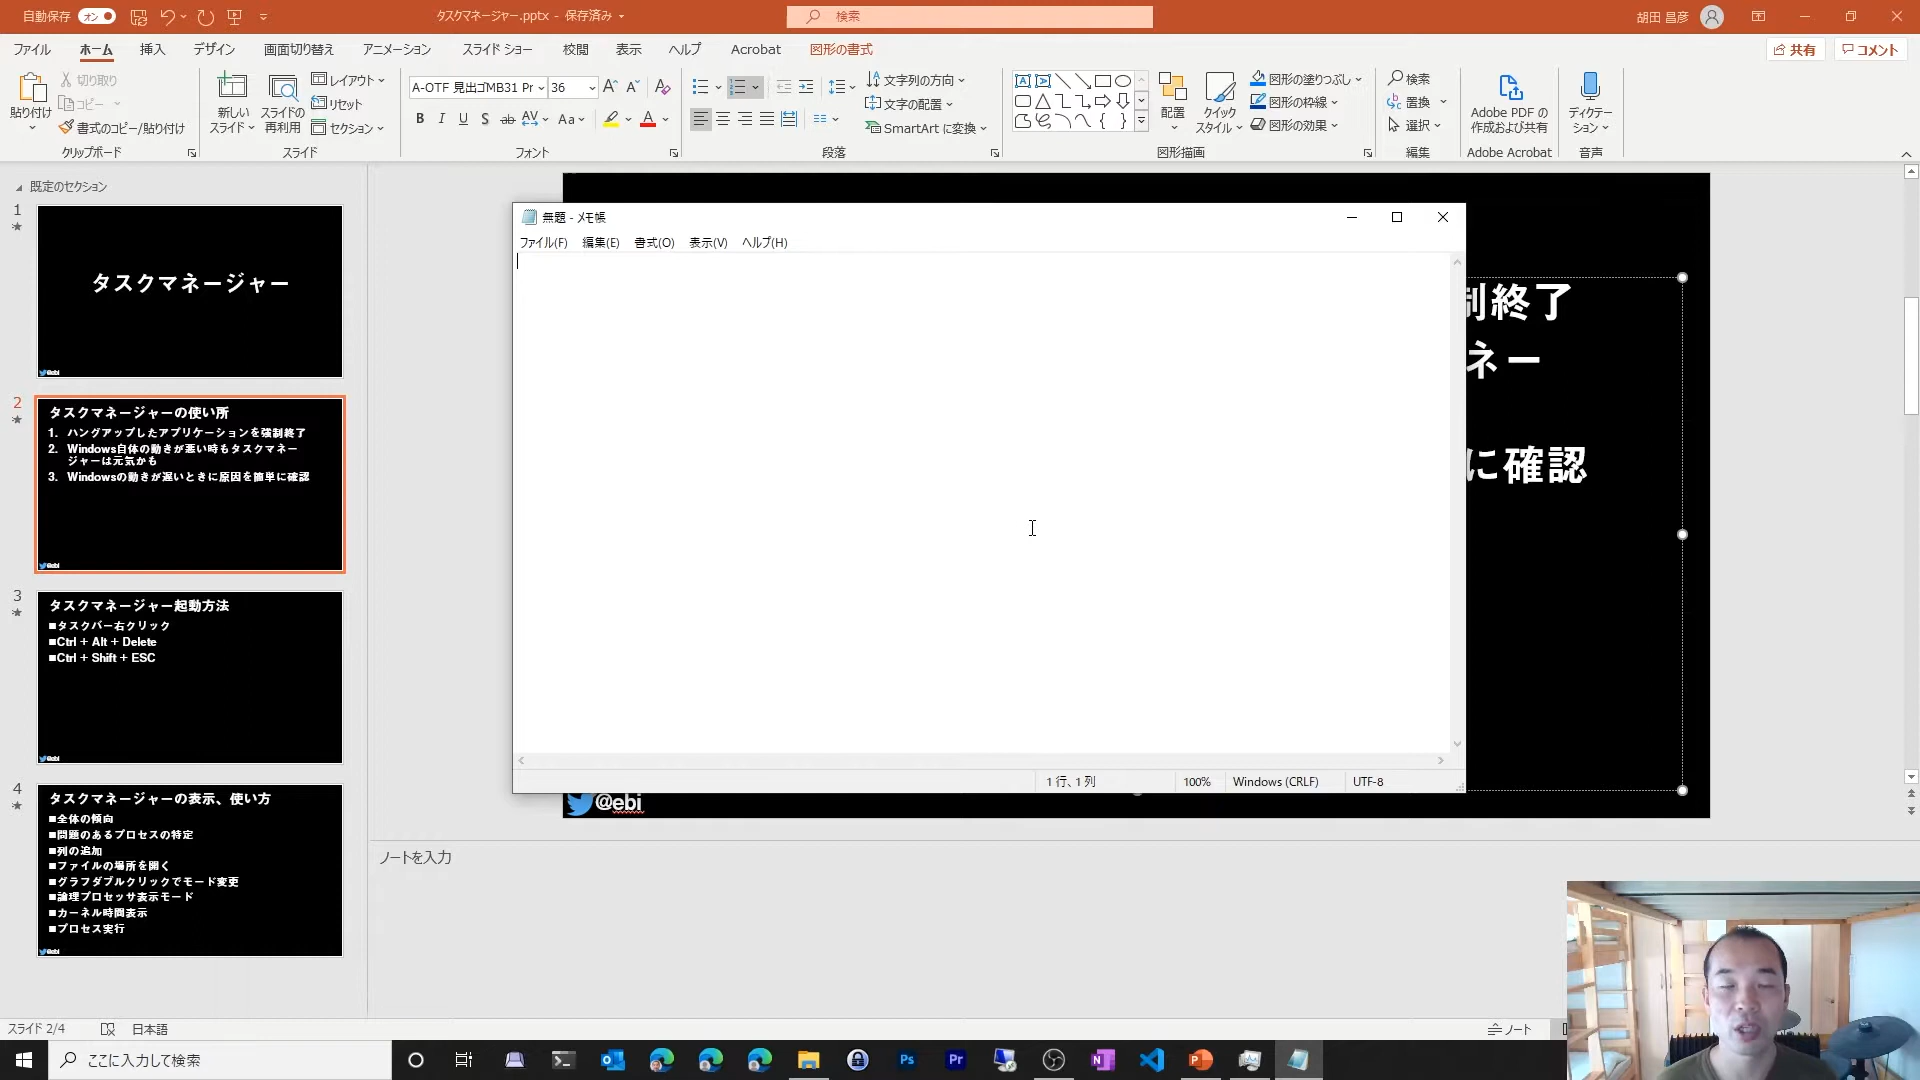 自動保存
オン
タスクマネージャー.pptx - 保存済み
検索
胡田 昌彦
ファイル
ホーム
挿入
デザイン
画面切り替え
アニメーション
スライド ショー
校閲
表示
ヘルプ
Acrobat
図形の書式
共有
コメント
貼り付け
切り取り
コピー
書式のコピー/貼り付け
クリップボード
新しい
スライド
スライドの
再利用
レイアウト
リセット
セクション
スライド
A-OTF 見出ゴMB31 Pr
36
フォント
文字列の方向
文字の配置
SmartArt に変換
段落
配置
クイック
スタイル
図形の塗りつぶし
図形の枠線
図形の効果
図形描画
検索
置換
選択
編集
Adobe PDF の
作成および共有
Adobe Acrobat
ディクテー
ション
音声
既定のセクション
1
タスクマネージャー
@ebi
2
タスクマネージャーの使い所
1. ハングアップしたアプリケーションを強制終了
2. Windows自体の動きが悪い時もタスクマネー
ジャーは元気かも
3. Windowsの動きが遅いときに原因を簡単に確認
@ebi
3
タスクマネージャー起動方法
■タスクバー右クリック
■Ctrl + Alt + Delete
■Ctrl + Shift + ESC
@ebi
4
タスクマネージャーの表示、使い方
■全体の傾向
■問題のあるプロセスの特定
■列の追加
■ファイルの場所を開く
■グラフダブルクリックでモード変更
■論理プロセッサ表示モード
■カーネル時間表示
■プロセス実行
@ebi
無題 - メモ帳
ファイル(F)
編集(E)
書式(O)
表示(V)
ヘルプ(H)
1 行、1 列
100%
Windows (CRLF)
UTF-8
制終了
ネー
に確認
@ebi
ノートを入力
スライド 2/4
日本語
ノート
ここに入力して検索